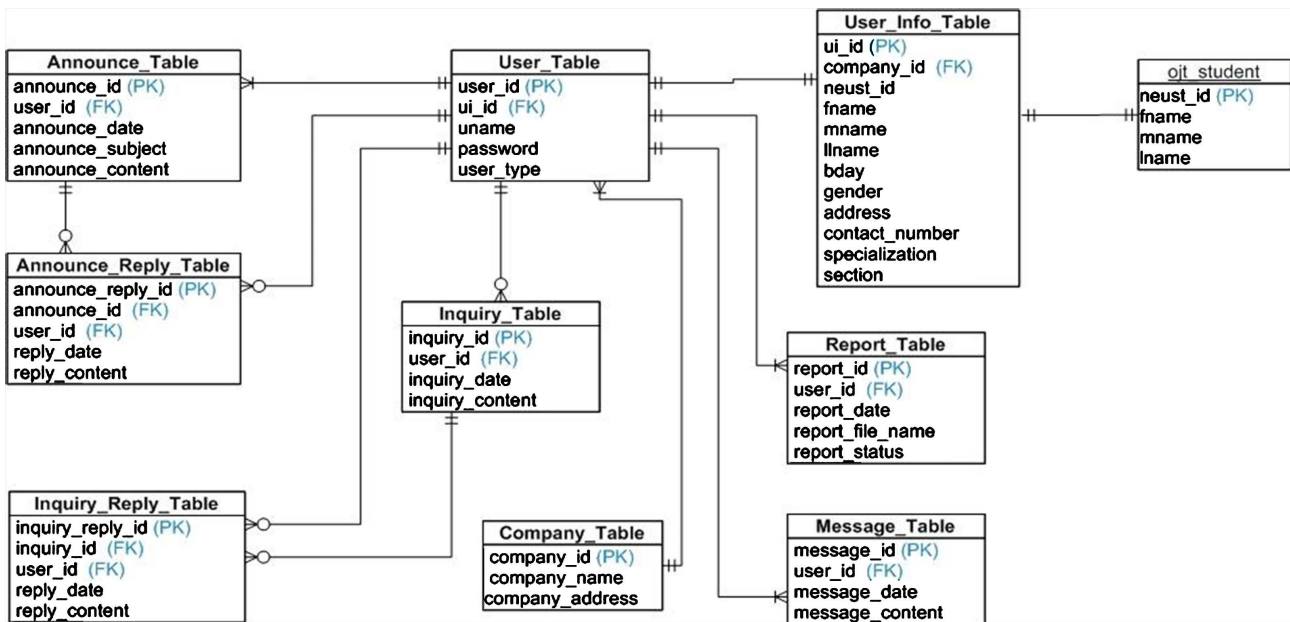 Announce_Table
announce_id (PK)
user_id (FK)
announce_date
announce_subject
announce_content
User_Table
user_id (PK)
ui_id (FK)
uname
password
user_type
User_Info_Table
ui_id (PK)
company_id (FK)
neust_id
fname
mname
llname
bday
gender
address
contact_number
specialization
section
ojt_student
neust_id (PK)
fname
mname
lname
Announce_Reply_Table
announce_reply_id (PK)
announce_id (FK)
user_id (FK)
reply_date
reply_content
Inquiry_Table
inquiry_id (PK)
user_id (FK)
inquiry_date
inquiry_content
Report_Table
report_id (PK)
user_id (FK)
report_date
report_file_name
report_status
Inquiry_Reply_Table
inquiry_reply_id (PK)
inquiry_id (FK)
user_id (FK)
reply_date
reply_content
Company_Table
company_id (PK)
company_name
company_address
Message_Table
message_id (PK)
user_id (FK)
message_date
message_content